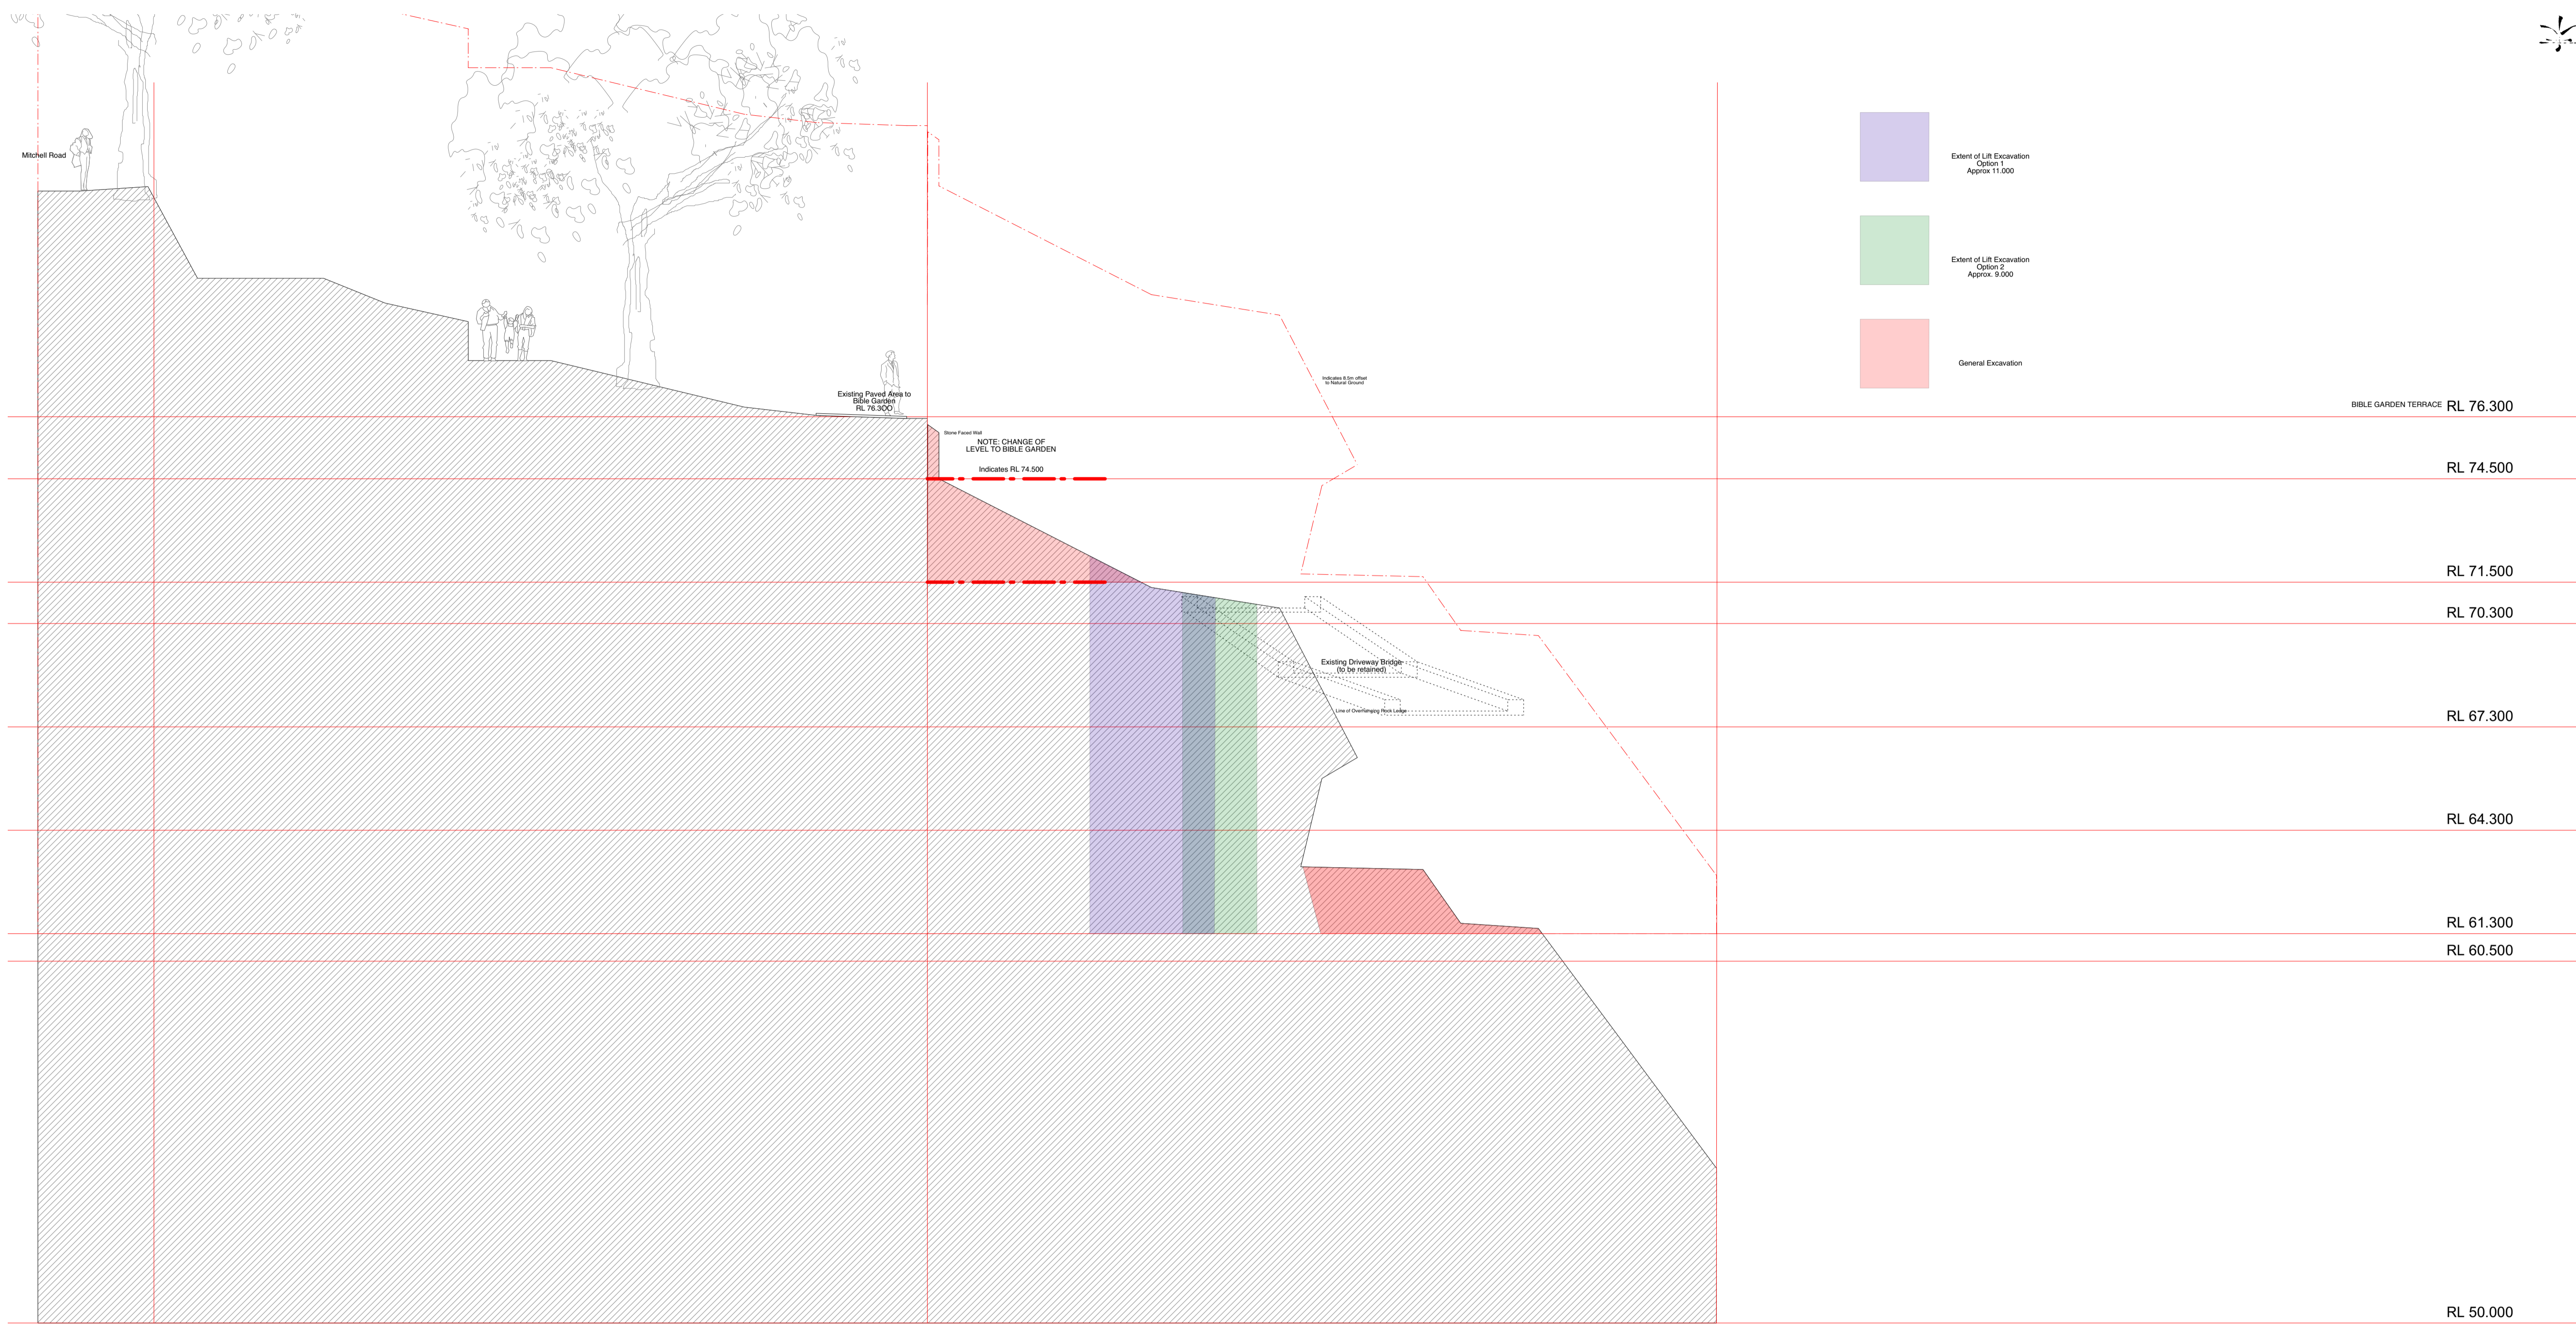 Mitchell Road
Extent of Lift Excavation
Option 1
Approx 11.000
Extent of Lift Excavation
Option 2
Approx. 9.000
General Excavation
Indicates 8.5m offset
to Natural Ground
Existing Paved Area to
Bible Garden
RL 76.300
BIBLE GARDEN TERRACE RL 76.300
Stone Faced Wall
NOTE: CHANGE OF
LEVEL TO BIBLE GARDEN
Indicates RL 74.500
RL 74.500
RL 71.500
RL 70.300
Existing Driveway Bridge
(to be retained)
Line of Overhanging Rock Ledge
RL 67.300
RL 64.300
RL 61.300
RL 60.500
RL 50.000